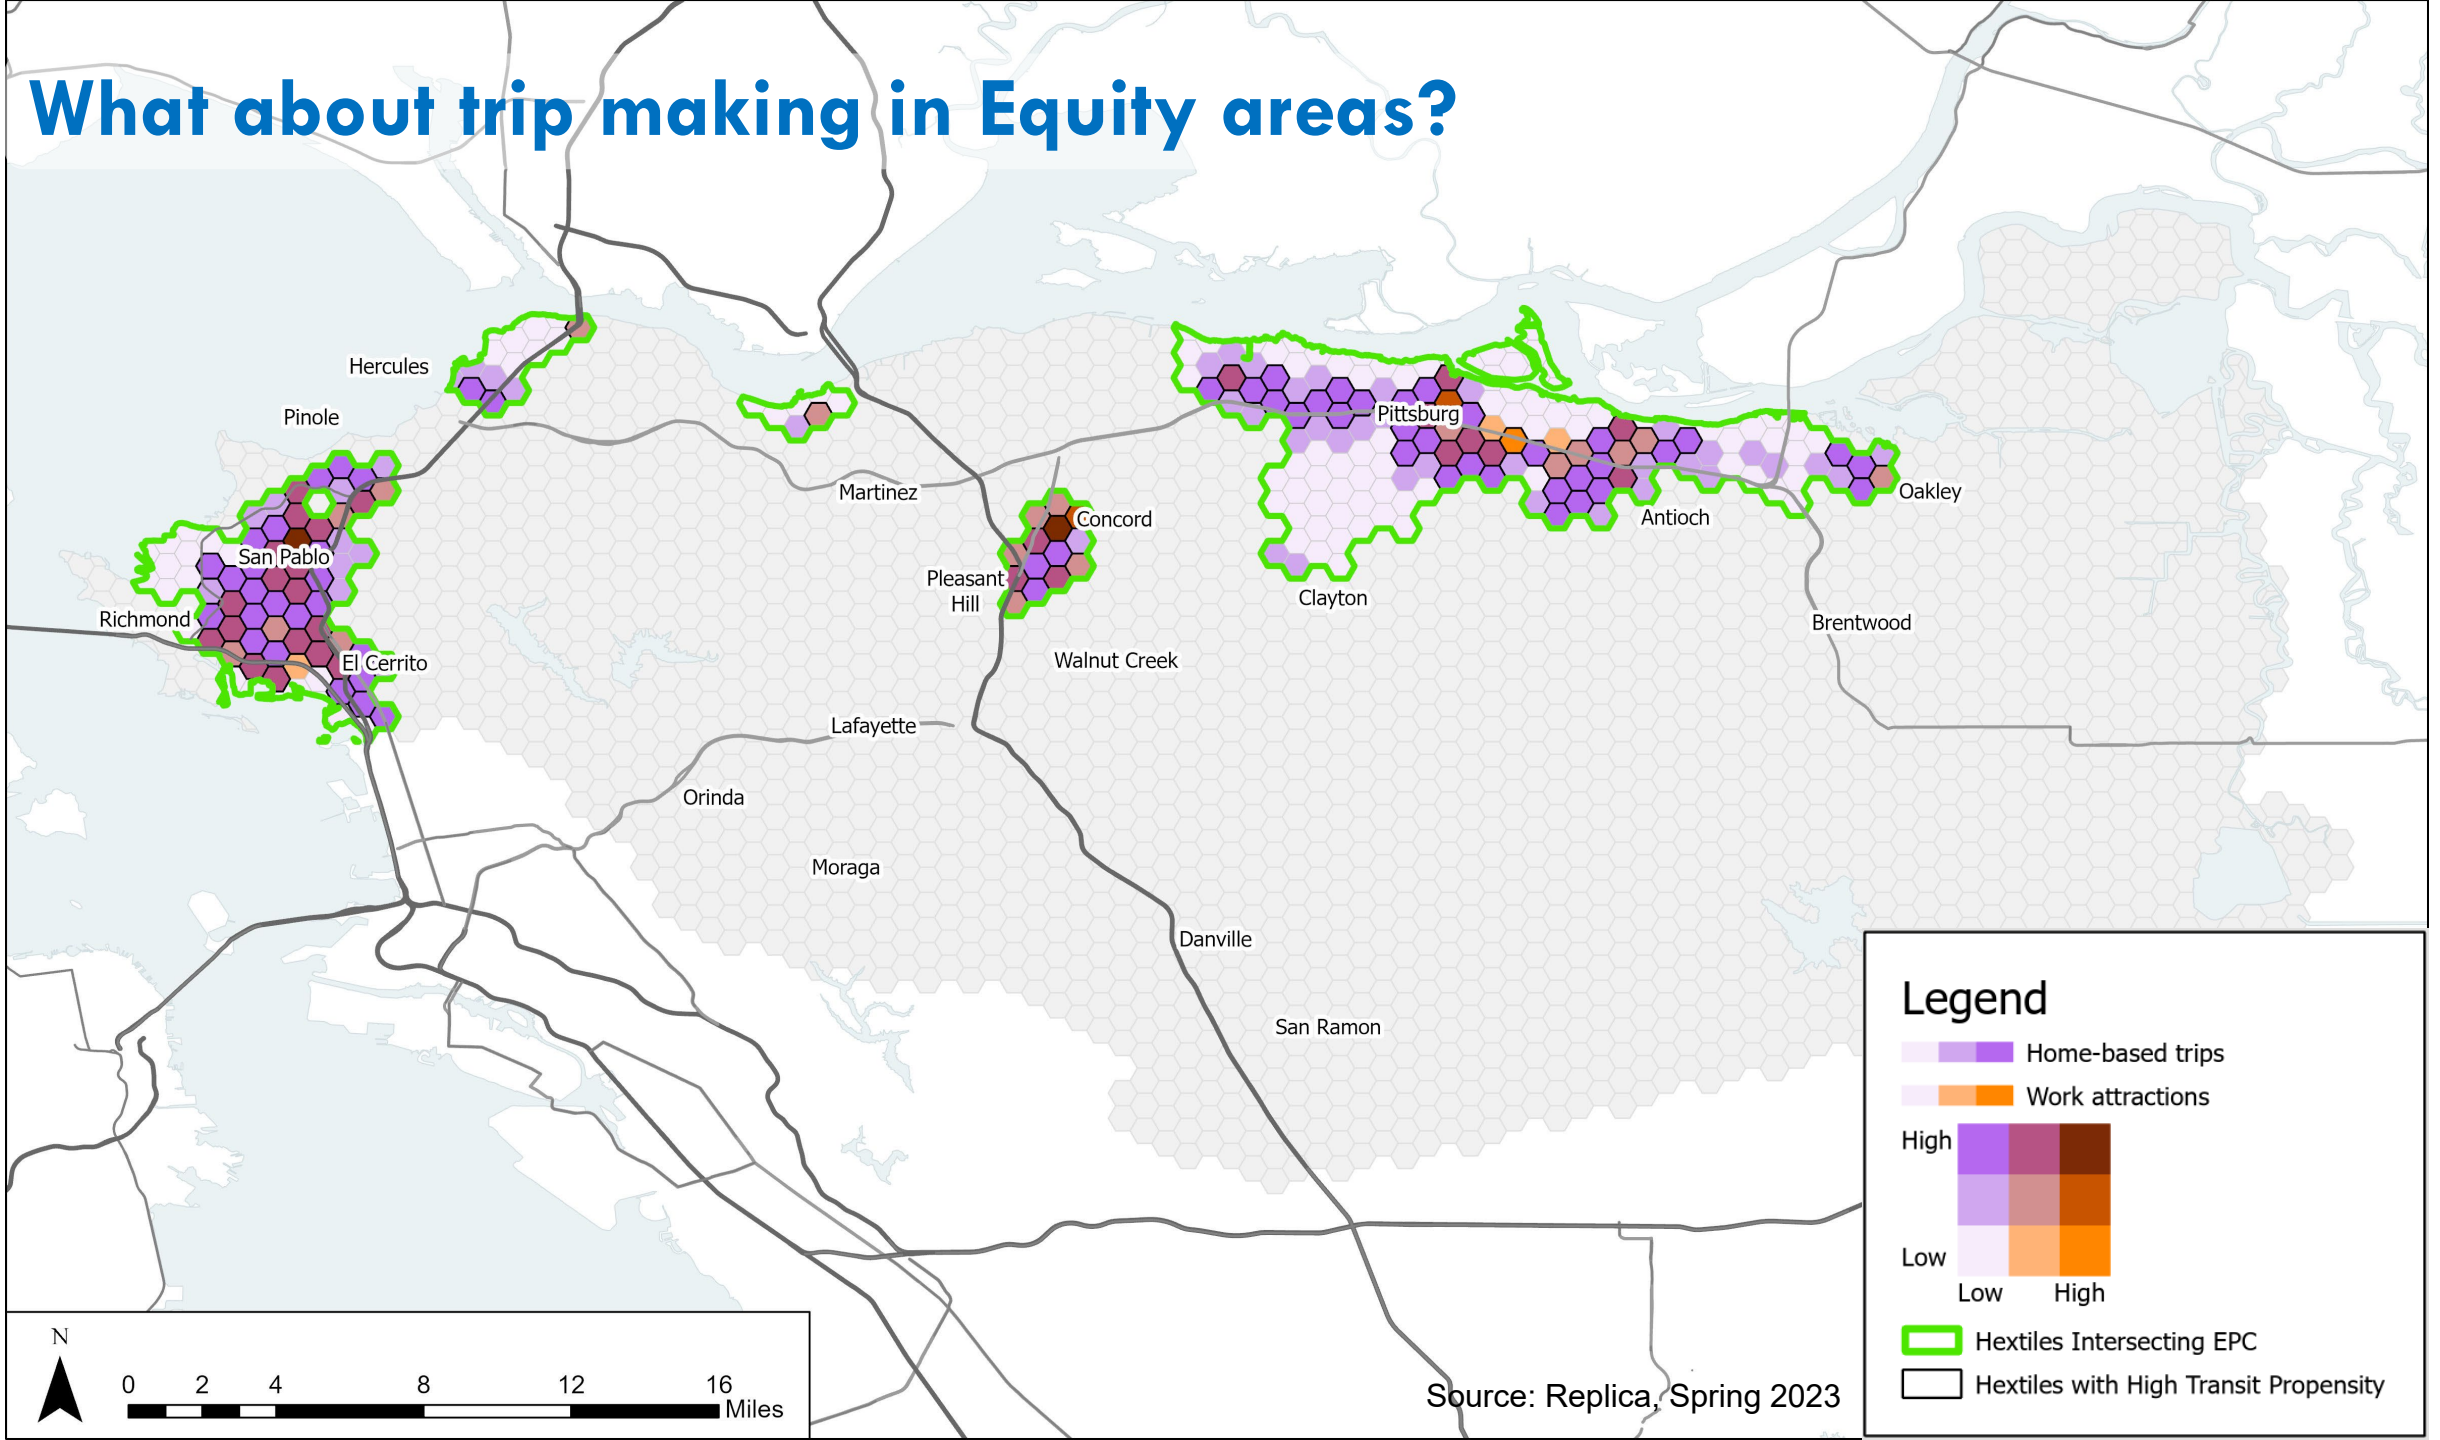 What about trip making in Equity areas?
Hercules
Pinole
Pittsburg
Martinez
Oakley
Concord
Antioch
San Pablo
Pleasant
Hill
Clayton
Richmond
Brentwood
El Cerrito
Walnut Creek
Lafayette
Orinda
Moraga
Danville
San Ramon
Legend
Home-based trips
Work attractions
High
Low
Low High
Hextiles Intersecting EPC
Hextiles with High Transit Propensity
N
0 2 4 8 12 16
Miles
Source: Replica, Spring 2023